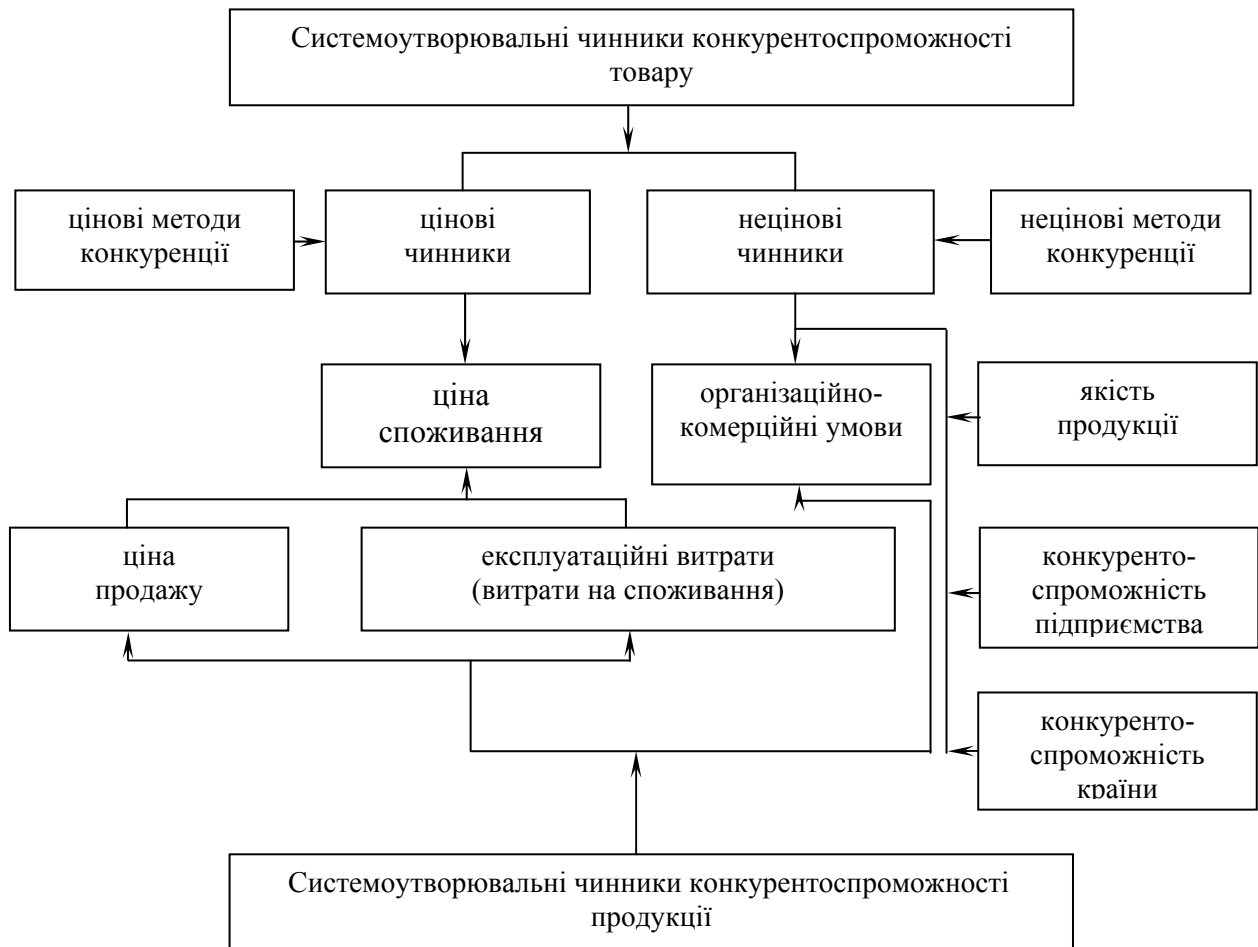 Системоутворювальні чинники конкурентоспроможності
товару
цінові методи
конкуренції
цінові
чинники
нецінові
чинники
нецінові методи
конкуренції
ціна
споживання
організаційно-
комерційні умови
якість
продукції
ціна
продажу
експлуатаційні витрати
(витрати на споживання)
конкуренто-
спроможність
підприємства
конкуренто-
спроможність
країни
Системоутворювальні чинники конкурентоспроможності
продукції